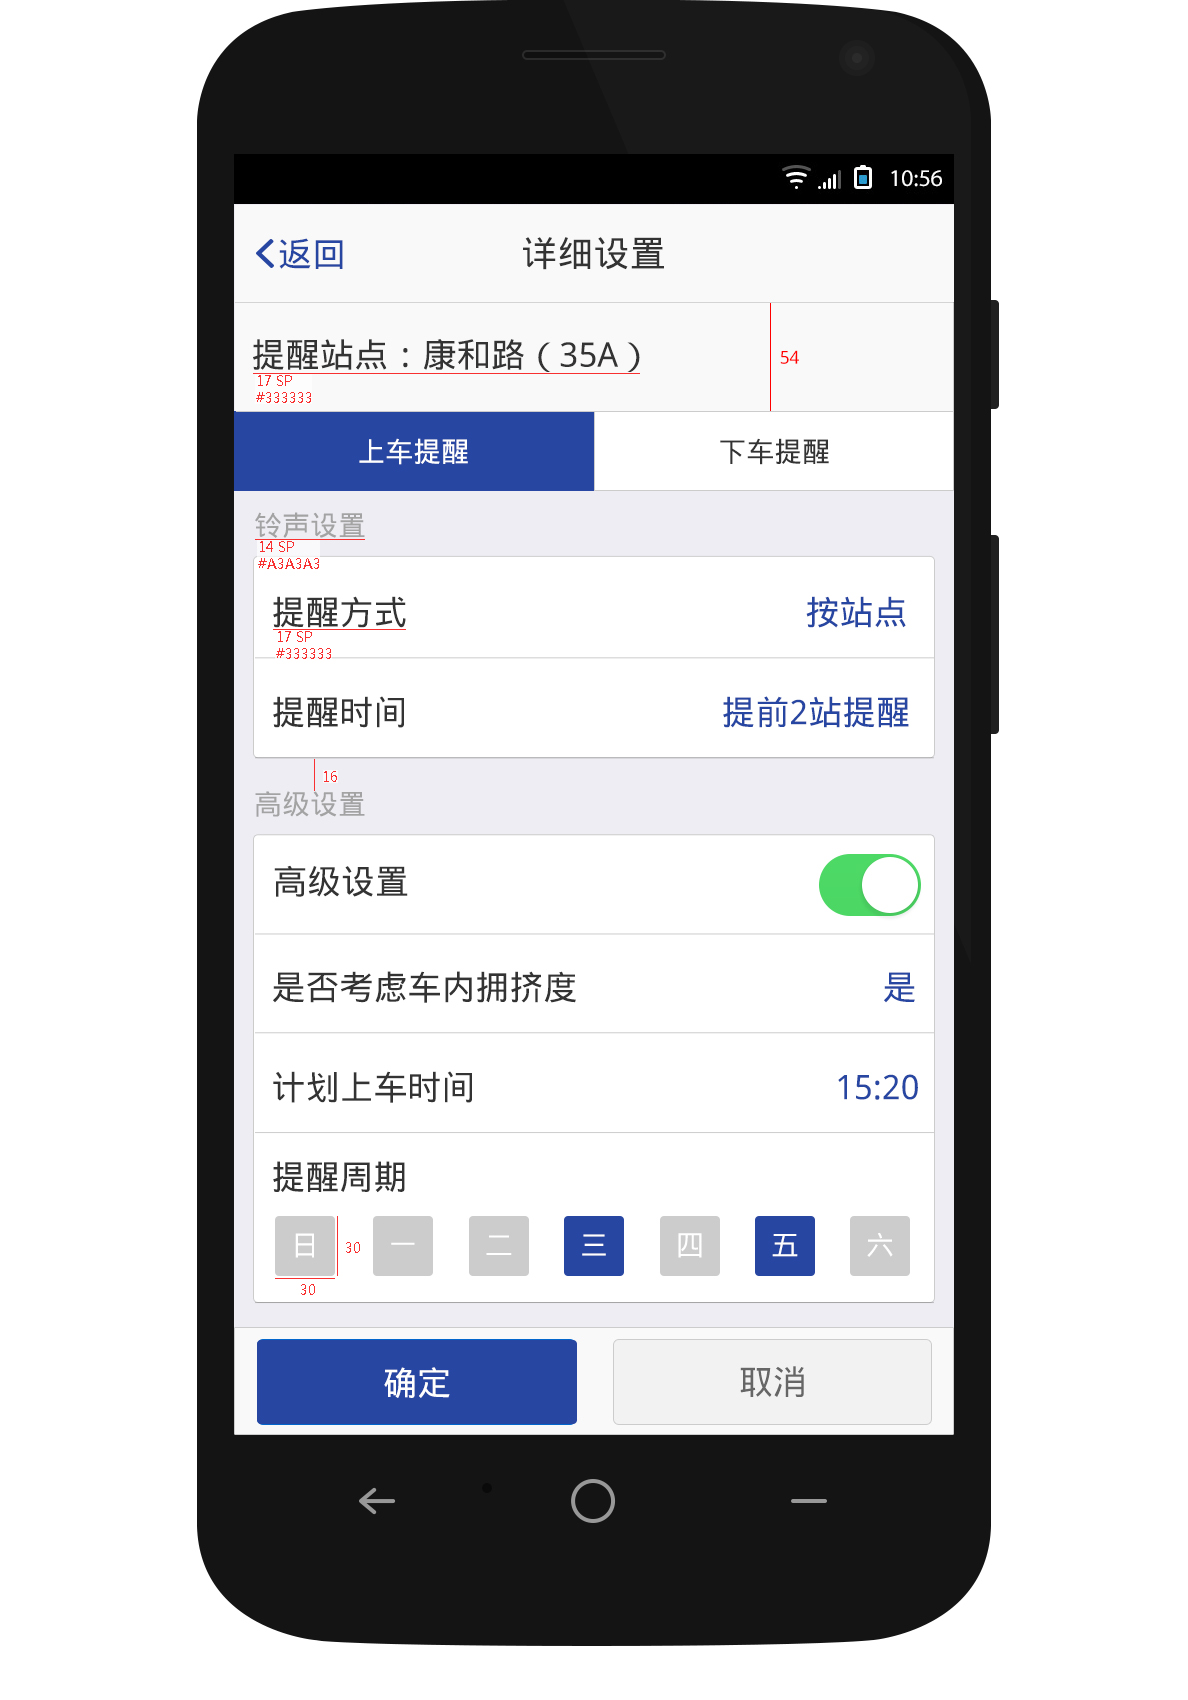 10:56
返回
详细设置
提醒站点：康和路（35A）
54
17 SP
#333333
上车提醒
下车提醒
铃声设置
14 SP
#A3A3A3
提醒方式
按站点
17 SP
#333333
提醒时间
提前2站提醒
16
高级设置
高级设置
是否考虑车内拥挤度
是
计划上车时间
15:20
提醒周期
日
30
一
二
三
四
五
六
30
确定
取消